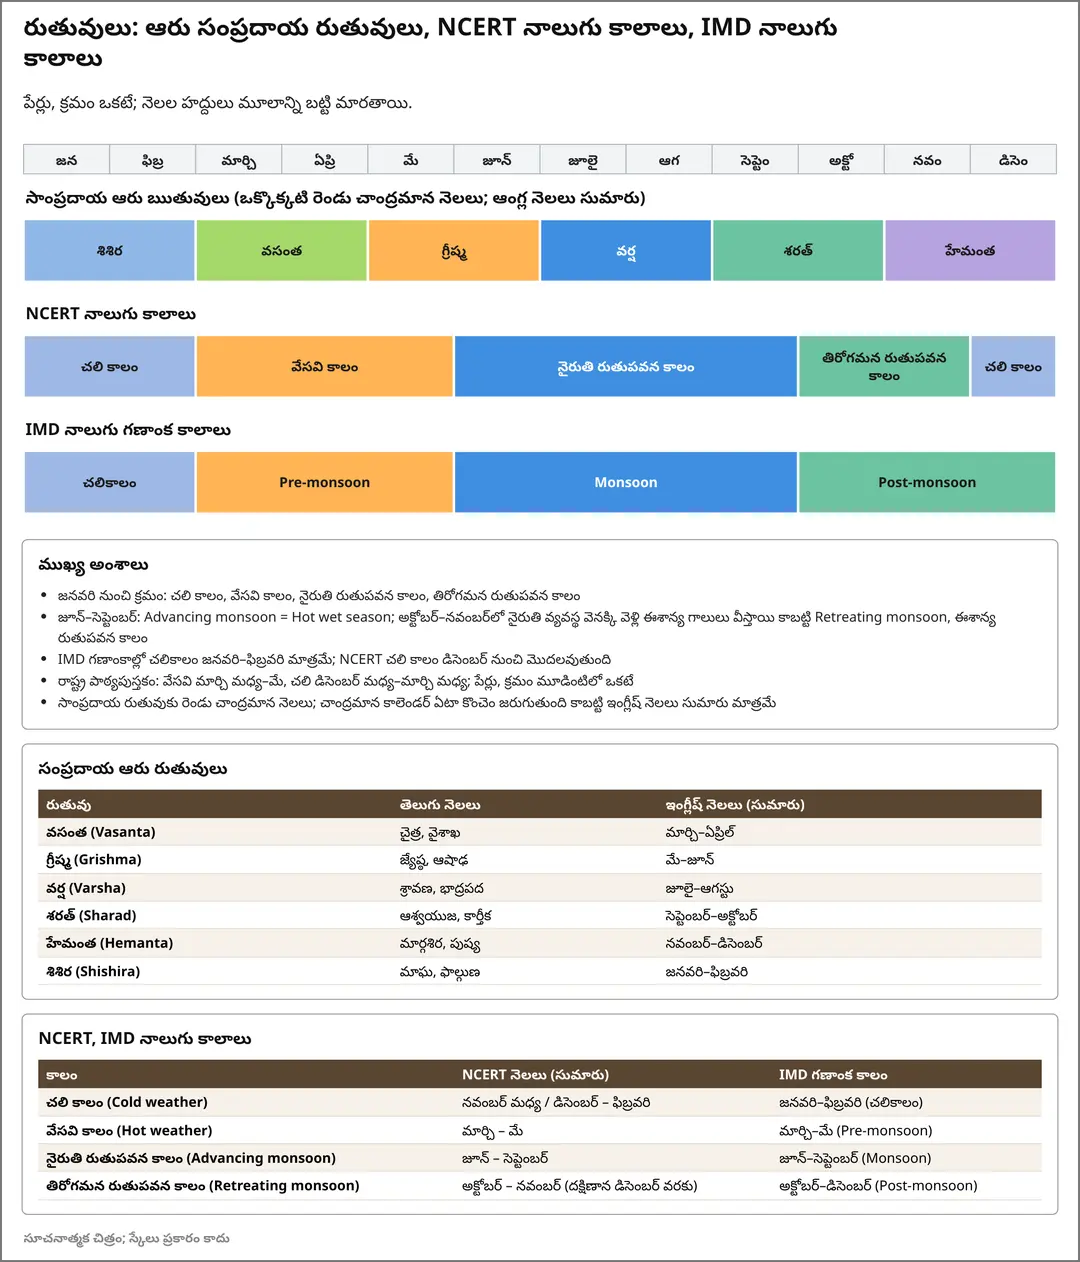 రుతువులు: ఆరు సంప్రదాయ రుతువులు, NCERT నాలుగు కాలాలు, IMD నాలుగు
కాలాలు
పేర్లు, క్రమం ఒకటే; నెలల హద్దులు మూలాన్ని బట్టి మారతాయి.
జన ఫిబ్ర మార్చి ఏప్రి మే జూన్ జూలై ఆగ సెప్టెం అక్టో నవం డిసెం
సాంప్రదాయ ఆరు ఋతువులు (ఒక్కొక్కటి రెండు చాంద్రమాన నెలలు; ఆంగ్ల నెలలు సుమారు)
శిశిర వసంత గ్రీష్మ వర్ష శరత్ హేమంత
NCERT నాలుగు కాలాలు
చలి కాలం వేసవి కాలం నైరుతి రుతుపవన కాలం తిరోగమన రుతుపవన
కాలం చలి కాలం
IMD నాలుగు గణాంక కాలాలు
చలికాలం Pre-monsoon Monsoon Post-monsoon
ముఖ్య అంశాలు
• జనవరి నుంచి క్రమం: చలి కాలం, వేసవి కాలం, నైరుతి రుతుపవన కాలం, తిరోగమన రుతుపవన కాలం
• జూన్–సెప్టెంబర్: Advancing monsoon = Hot wet season; అక్టోబర్–నవంబర్‌లో నైరుతి వ్యవస్థ వెనక్కి వెళ్లి ఈశాన్య గాలులు వీస్తాయి కాబట్టి Retreating monsoon, ఈశాన్య
రుతుపవన కాలం
• IMD గణాంకాల్లో చలికాలం జనవరి–ఫిబ్రవరి మాత్రమే; NCERT చలి కాలం డిసెంబర్ నుంచి మొదలవుతుంది
• రాష్ట్ర పాఠ్యపుస్తకం: వేసవి మార్చి మధ్య–మే, చలి డిసెంబర్ మధ్య–మార్చి మధ్య; పేర్లు, క్రమం మూడింటిలో ఒకటే
• సాంప్రదాయ రుతువుకు రెండు చాంద్రమాన నెలలు; చాంద్రమాన కాలెండర్ ఏటా కొంచెం జరుగుతుంది కాబట్టి ఇంగ్లీష్ నెలలు సుమారు మాత్రమే
సంప్రదాయ ఆరు రుతువులు
రుతువు తెలుగు నెలలు ఇంగ్లీష్ నెలలు (సుమారు)
వసంత (Vasanta) చైత్ర, వైశాఖ మార్చి–ఏప్రిల్
గ్రీష్మ (Grishma) జ్యేష్ఠ, ఆషాఢ మే–జూన్
వర్ష (Varsha) శ్రావణ, భాద్రపద జూలై–ఆగస్టు
శరత్ (Sharad) ఆశ్వయుజ, కార్తీక సెప్టెంబర్–అక్టోబర్
హేమంత (Hemanta) మార్గశిర, పుష్య నవంబర్–డిసెంబర్
శిశిర (Shishira) మాఘ, ఫాల్గుణ జనవరి–ఫిబ్రవరి
NCERT, IMD నాలుగు కాలాలు
కాలం NCERT నెలలు (సుమారు) IMD గణాంక కాలం
చలి కాలం (Cold weather) నవంబర్ మధ్య / డిసెంబర్ – ఫిబ్రవరి జనవరి–ఫిబ్రవరి (చలికాలం)
వేసవి కాలం (Hot weather) మార్చి – మే మార్చి–మే (Pre-monsoon)
నైరుతి రుతుపవన కాలం (Advancing monsoon) జూన్ – సెప్టెంబర్ జూన్–సెప్టెంబర్ (Monsoon)
తిరోగమన రుతుపవన కాలం (Retreating monsoon) అక్టోబర్ – నవంబర్ (దక్షిణాన డిసెంబర్ వరకు) అక్టోబర్–డిసెంబర్ (Post-monsoon)
సూచనాత్మక చిత్రం; స్కేలు ప్రకారం కాదు